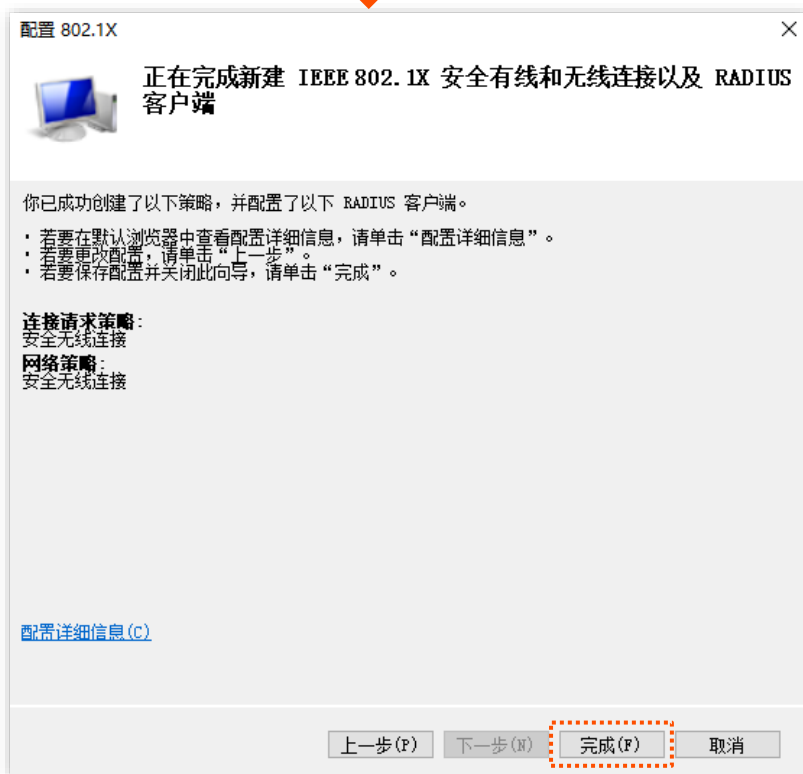 配置 802.1X
正在完成新建 IEEE 802.1X 安全有线和无线连接以及 RADIUS
客户端
你已成功创建了以下策略，并配置了以下 RADIUS 客户端。
· 若要在默认浏览器中查看配置详细信息，请单击“配置详细信息”。
· 若要更改配置，请单击“上一步”。
· 若要保存配置并关闭此向导，请单击“完成”。
连接请求策略:
安全无线连接
网络策略:
安全无线连接
配置详细信息(C)
上一步(P) 下一步(N) 完成(F) 取消